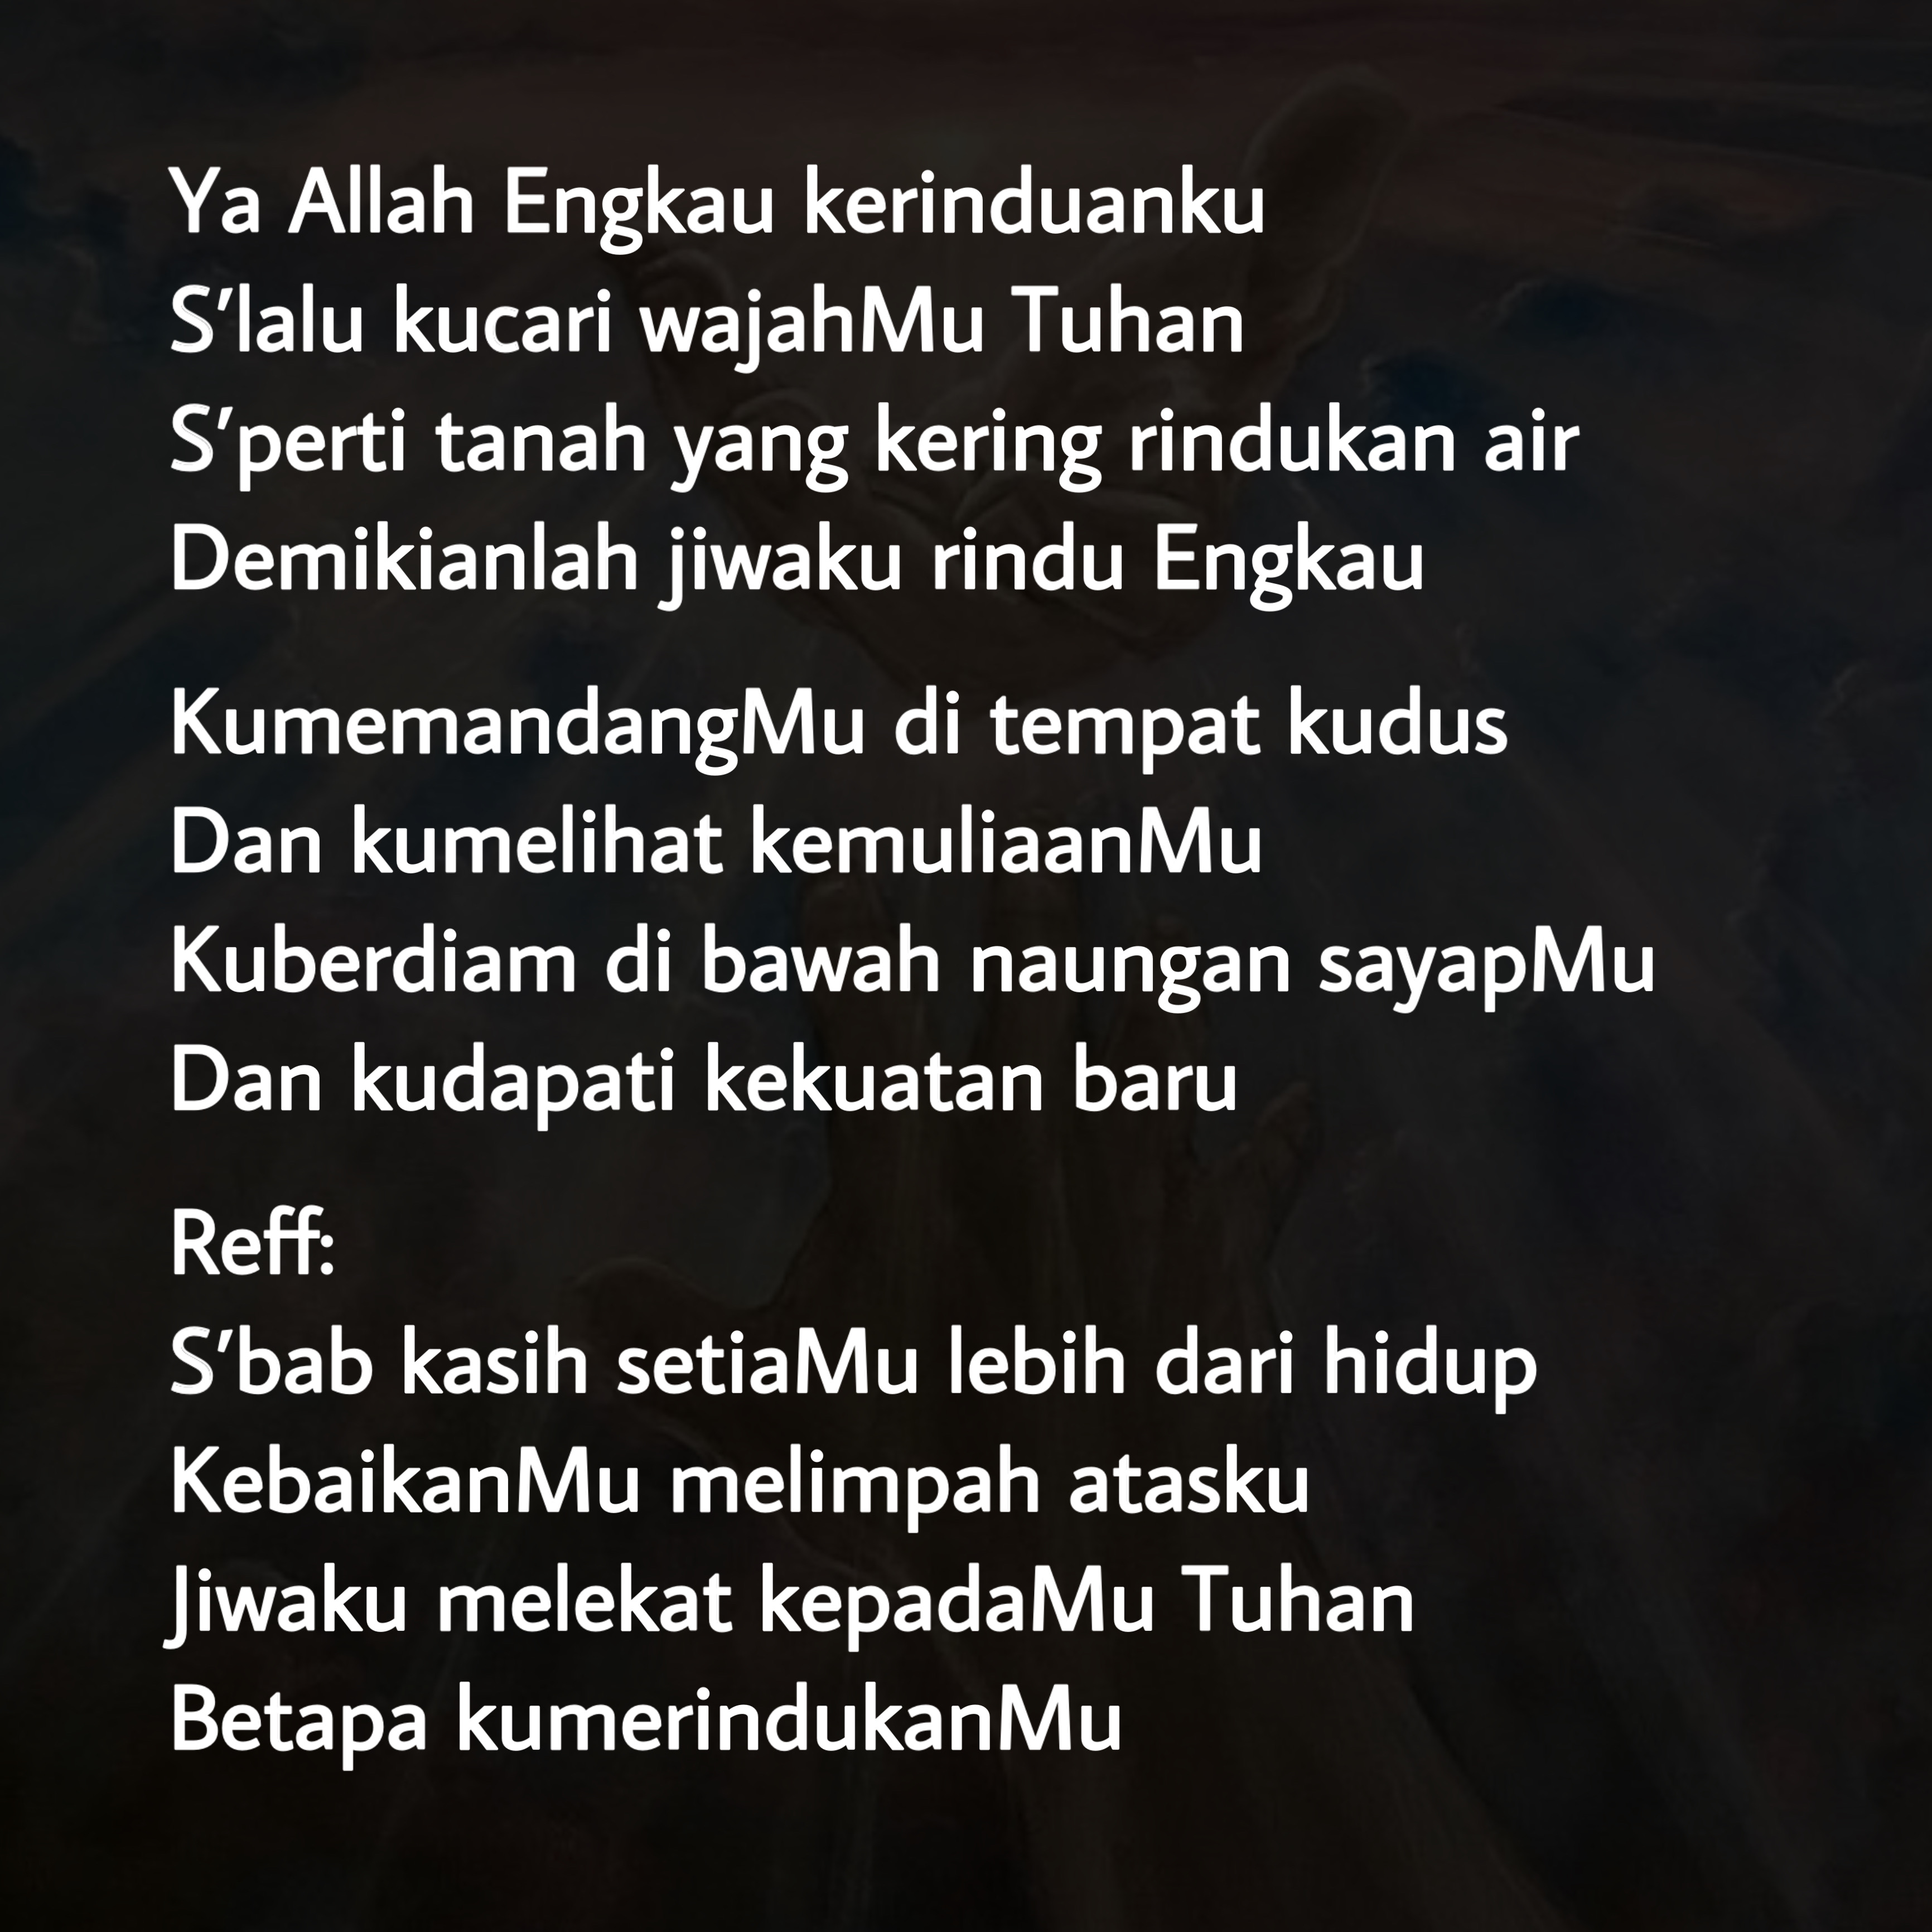 Ya Allah Engkau kerinduanku
S'lalu kucari wajahMu Tuhan
S'perti tanah yang kering rindukan air
Demikianlah jiwaku rindu Engkau
KumemandangMu di tempat kudus
Dan kumelihat kemuliaanMu
Kuberdiam di bawah naungan sayapMu
Dan kudapati kekuatan baru
Reff:
S'bab kasih setiaMu lebih dari hidup
KebaikanMu melimpah atasku
Jiwaku melekat kepadaMu Tuhan
Betapa kumerindukanMu